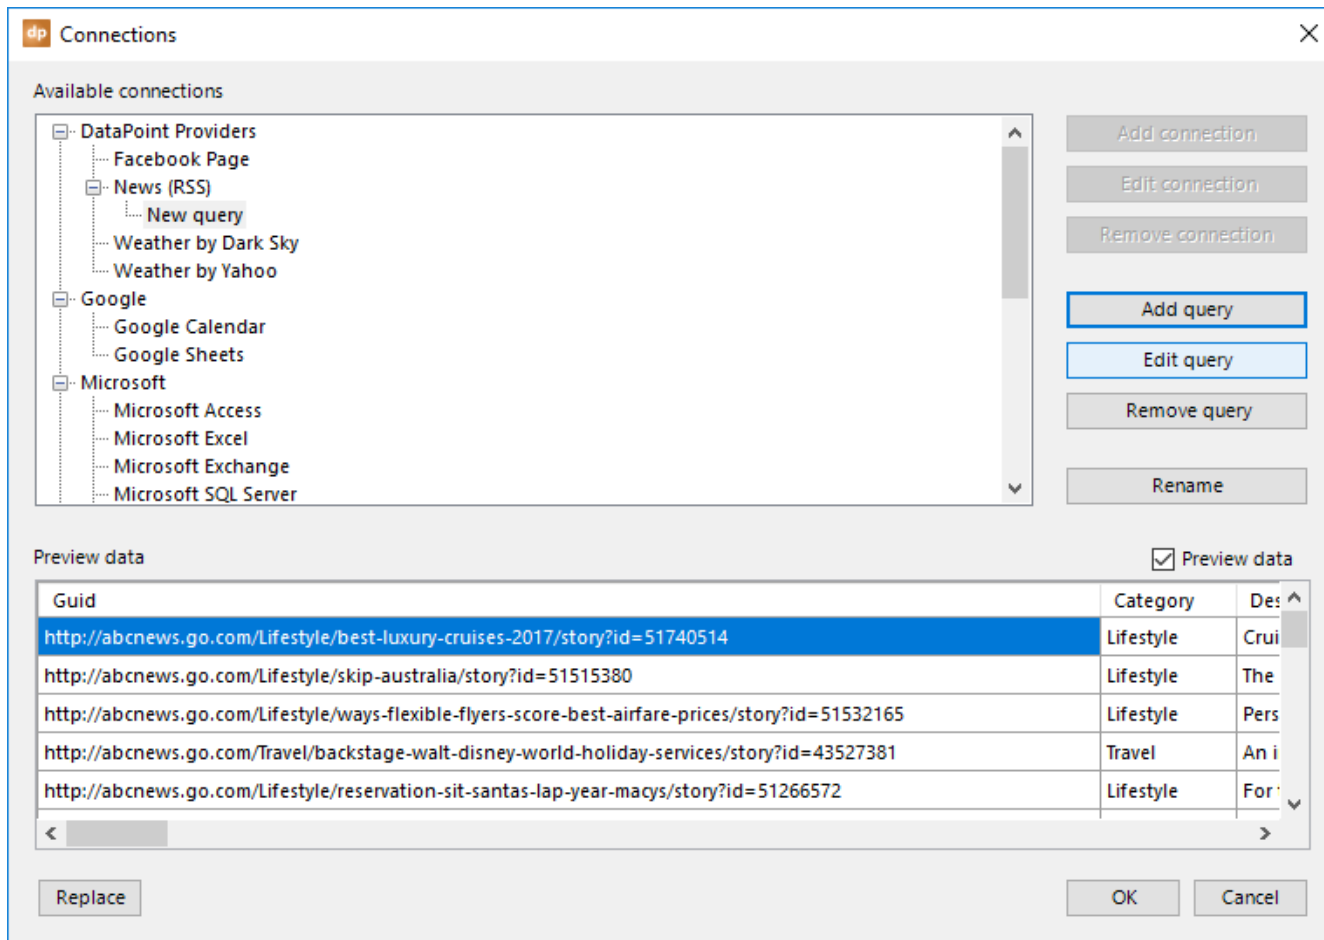 dp Connections
Available connections
DataPoint Providers
Facebook Page
News (RSS)
New query
Weather by Dark Sky
Weather by Yahoo
Google
Google Calendar
Google Sheets
Microsoft
Microsoft Access
Microsoft Excel
Microsoft Exchange
Microsoft SQL Server
Add connection
Edit connection
Remove connection
Add query
Edit query
Remove query
Rename
Preview data
Preview data
Guid Category Des
http://abcnews.go.com/Lifestyle/best-luxury-cruises-2017/story?id=51740514 Lifestyle Crui
http://abcnews.go.com/Lifestyle/skip-australia/story?id=51515380 Lifestyle The
http://abcnews.go.com/Lifestyle/ways-flexible-flyers-score-best-airfare-prices/story?id=51532165 Lifestyle Pers
http://abcnews.go.com/Travel/backstage-walt-disney-world-holiday-services/story?id=43527381 Travel An i
http://abcnews.go.com/Lifestyle/reservation-sit-santas-lap-year-macys/story?id=51266572 Lifestyle For
Replace
OK
Cancel